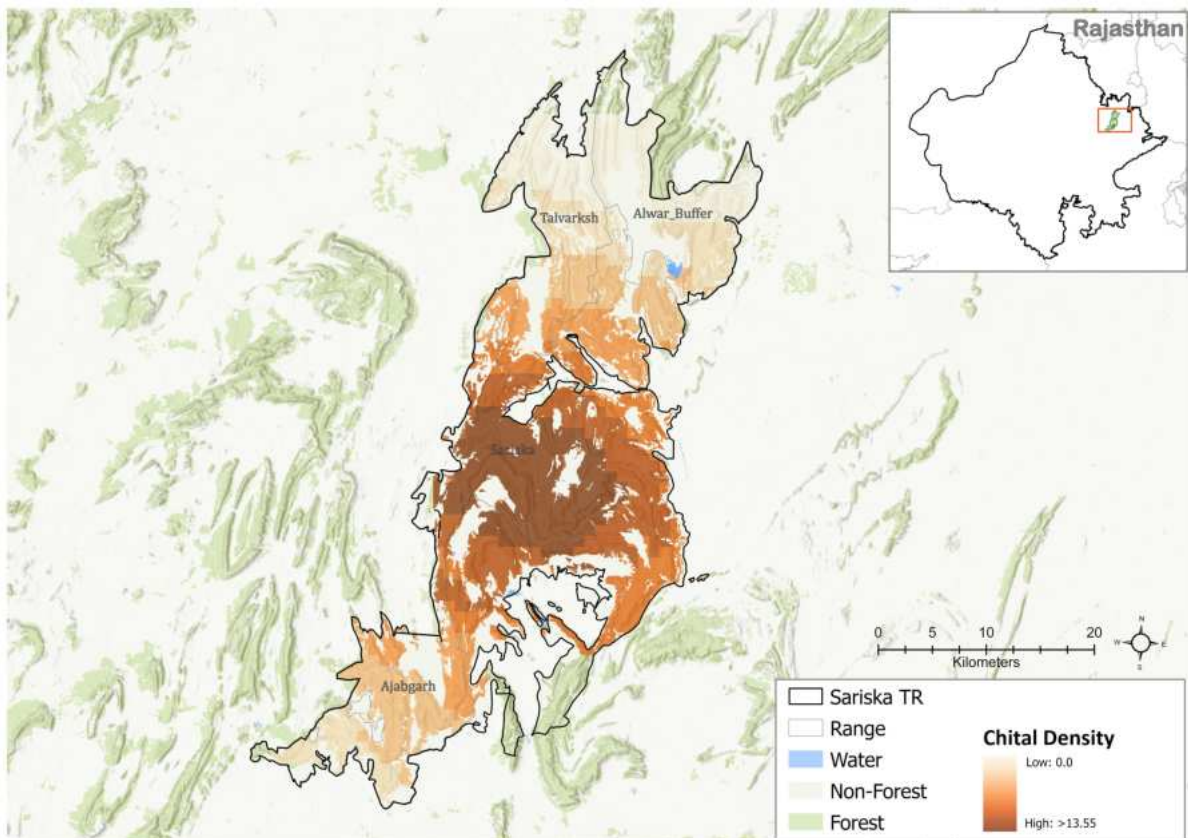 Rajasthan
Talvarksh
Alwar_Buffer
Sariska
Ajabgarh
0 5 10 20
Kilometers
N
W E
S
Sariska TR
Range
Water
Non-Forest
Forest
Chital Density
Low: 0.0
High: >13.55